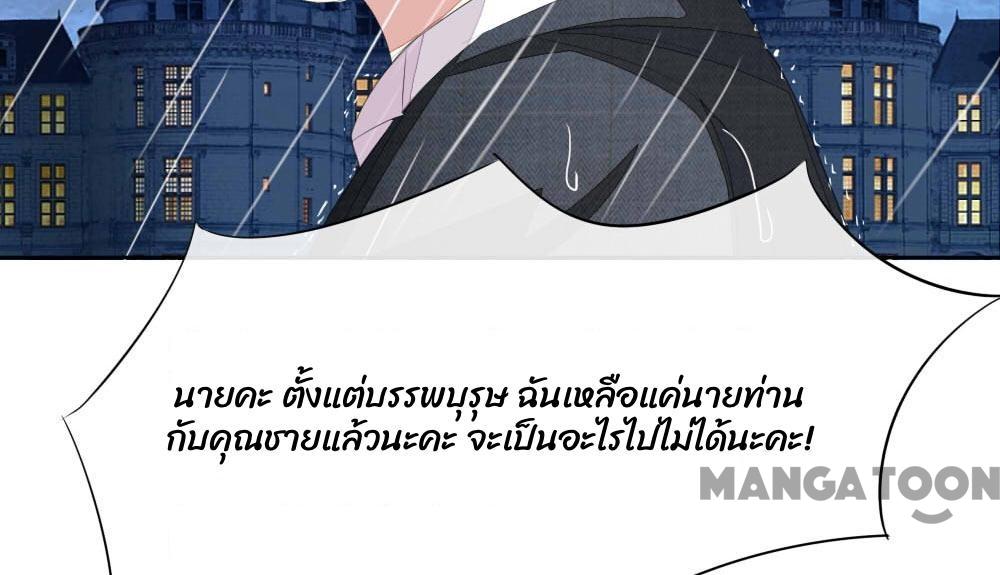 นายคะ ตั้งแต่บรรพบุรุษ ฉันเหลือแค่นายท่าน
กับคุณชายแล้วนะคะ จะเป็นอะไรไปไม่ได้นะคะ!
MANGATOON